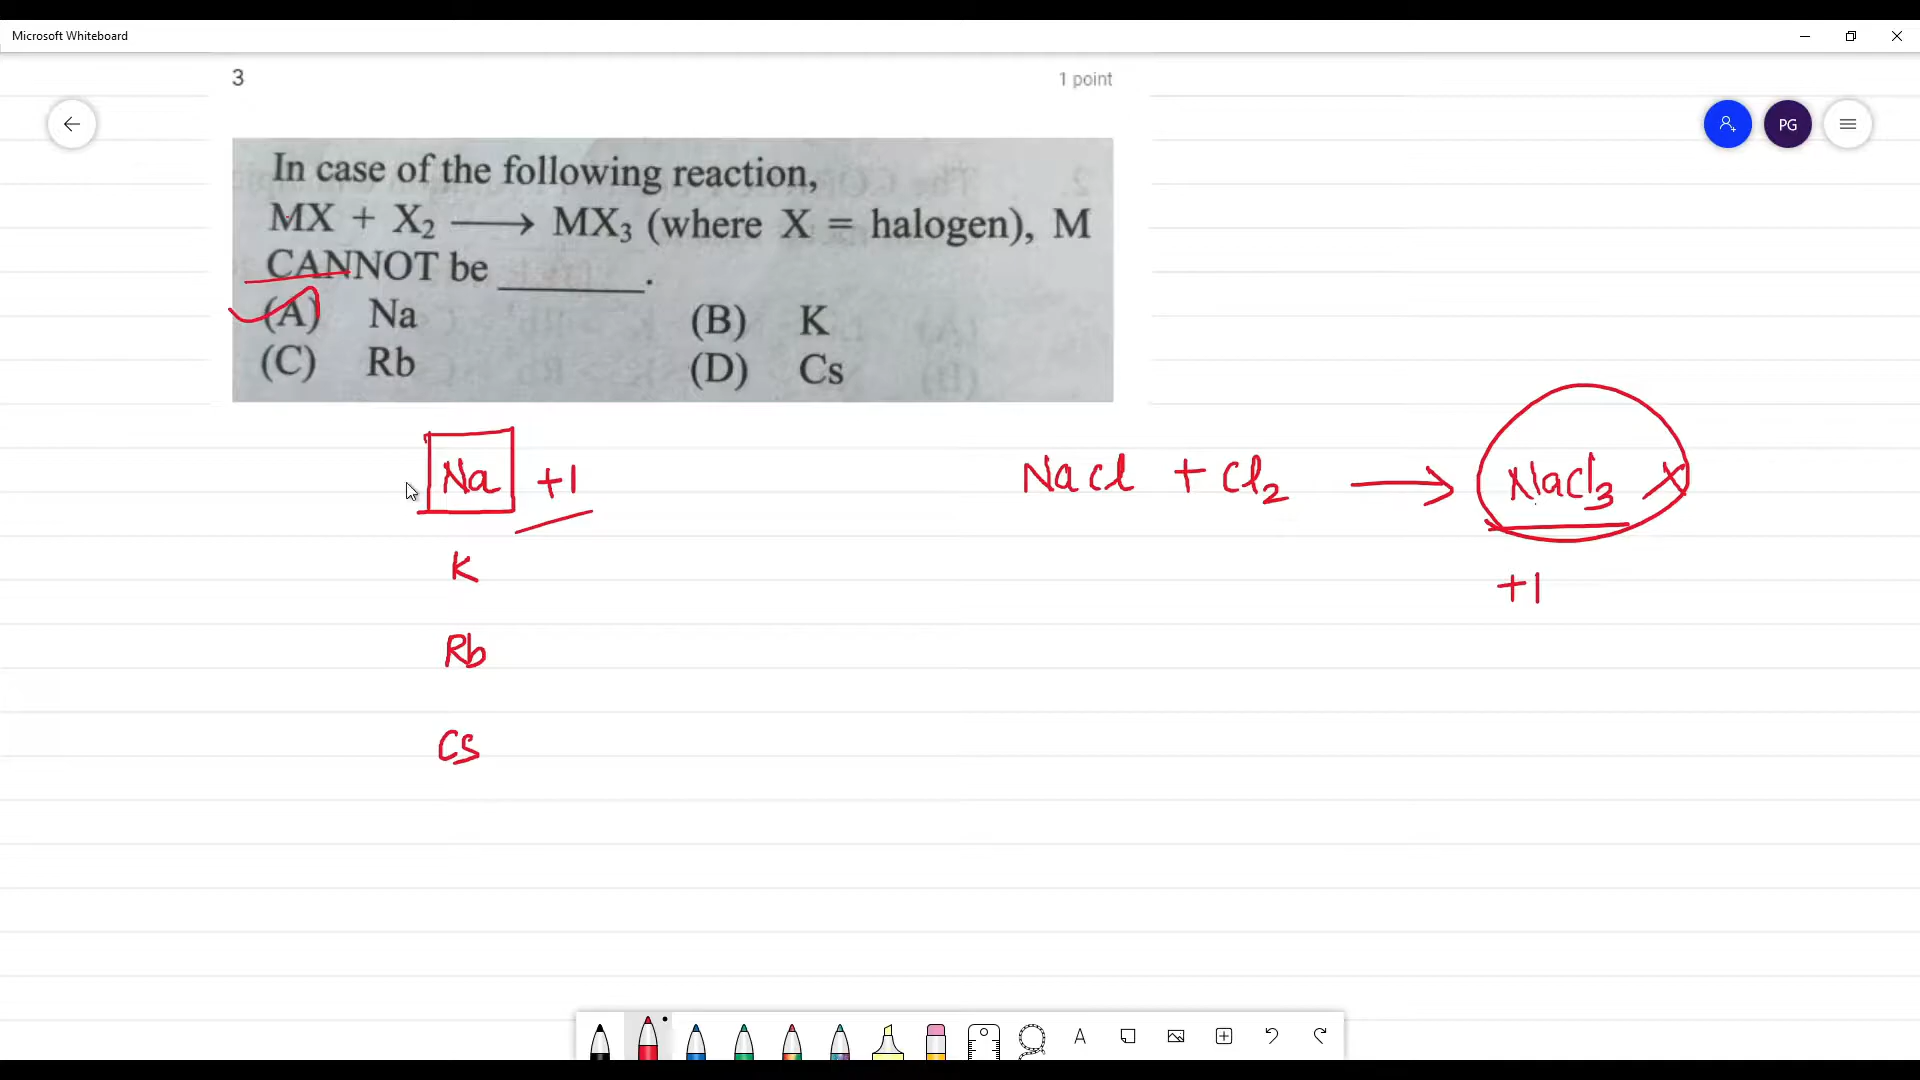 Microsoft Whiteboard
3 1 point
PG
In case of the following reaction,
MX + X₂ ⟶ MX₃ (where X = halogen), M
CANNOT be ________.
(A) Na (B) K
(C) Rb (D) Cs
Na +1
NaCl + Cl₂ → NaCl₃ X
K
+1
Rb
Cs
A